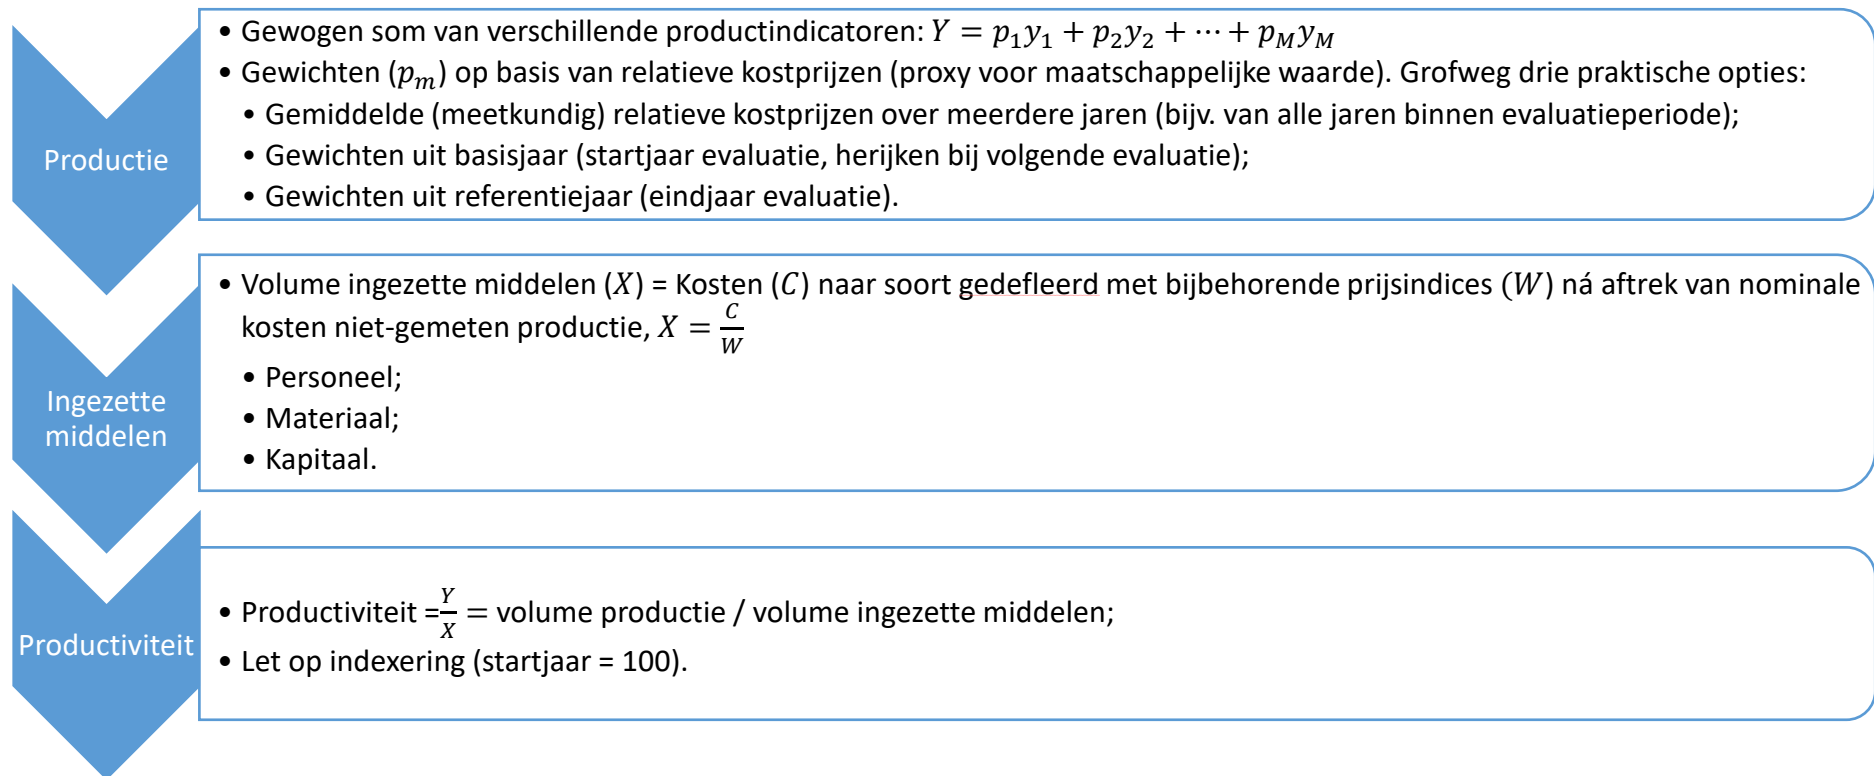 Productie
• Gewogen som van verschillende productindicatoren: Y = p₁y₁ + p₂y₂ + ⋯ + p_M y_M
• Gewichten (p_m) op basis van relatieve kostprijzen (proxy voor maatschappelijke waarde). Grofweg drie praktische opties:
• Gemiddelde (meetkundig) relatieve kostprijzen over meerdere jaren (bijv. van alle jaren binnen evaluatieperiode);
• Gewichten uit basisjaar (startjaar evaluatie, herijken bij volgende evaluatie);
• Gewichten uit referentiejaar (eindjaar evaluatie).
Ingezette
middelen
• Volume ingezette middelen (X) = Kosten (C) naar soort gedefleerd met bijbehorende prijsindices (W) ná aftrek van nominale
kosten niet-gemeten productie, X = C/W
• Personeel;
• Materiaal;
• Kapitaal.
Productiviteit
• Productiviteit = Y/X = volume productie / volume ingezette middelen;
• Let op indexering (startjaar = 100).